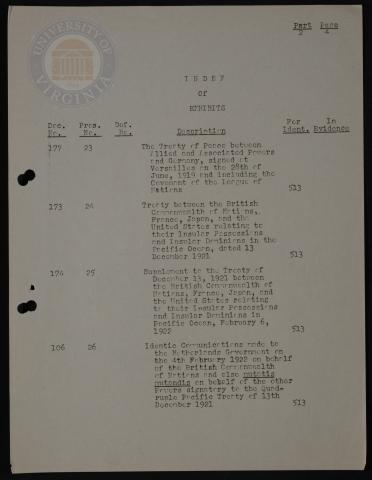 UNIVERSITY OF VIRGINIA
Part Page
2 4
INDEX
Of
EXHIBITS
Doc. Pros. Def. For In
No. No. No. Description Ident. Evidence
177 23 The Treaty of Peace between
Allied and Associated Powers
and Germany, signed at
Versailles on the 28th of
June, 1919 and including the
Covenant of the League of
Nations 513
173 24 Treaty between the British
Commonwealth of Nations,
France, Japan, and the
United States relating to
their Insular Possessions
and Insular Dominions in the
Pacific Ocean, dated 13
December 1921 513
174 25 Supplement to the Treaty of
December 13, 1921 between
the British Commonwealth of
Nations, France, Japan, and
the United States relating
to their Insular Possessions
and Insular Dominions in
Pacific Ocean, February 6,
1922 513
106 26 Identic Communications made to
the Netherlands Government on
the 4th February 1922 on behalf
of the British Commonwealth
of Nations and also mutatis
mutandis on behalf of the other
Powers signatory to the Quad-
ruple Pacific Treaty of 13th
December 1921 513